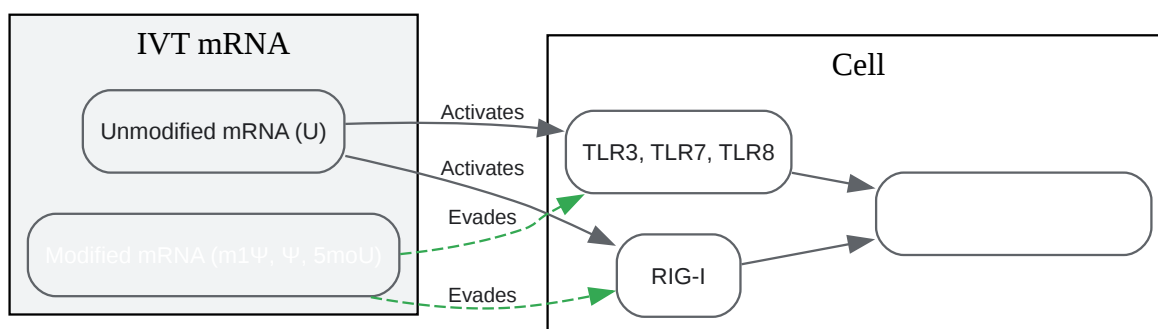 IVT mRNA
Cell
Unmodified mRNA (U)
Activates
TLR3, TLR7, TLR8
Activates
Evades
Modified mRNA (m1Ψ, Ψ, 5moU)
Evades
RIG-I